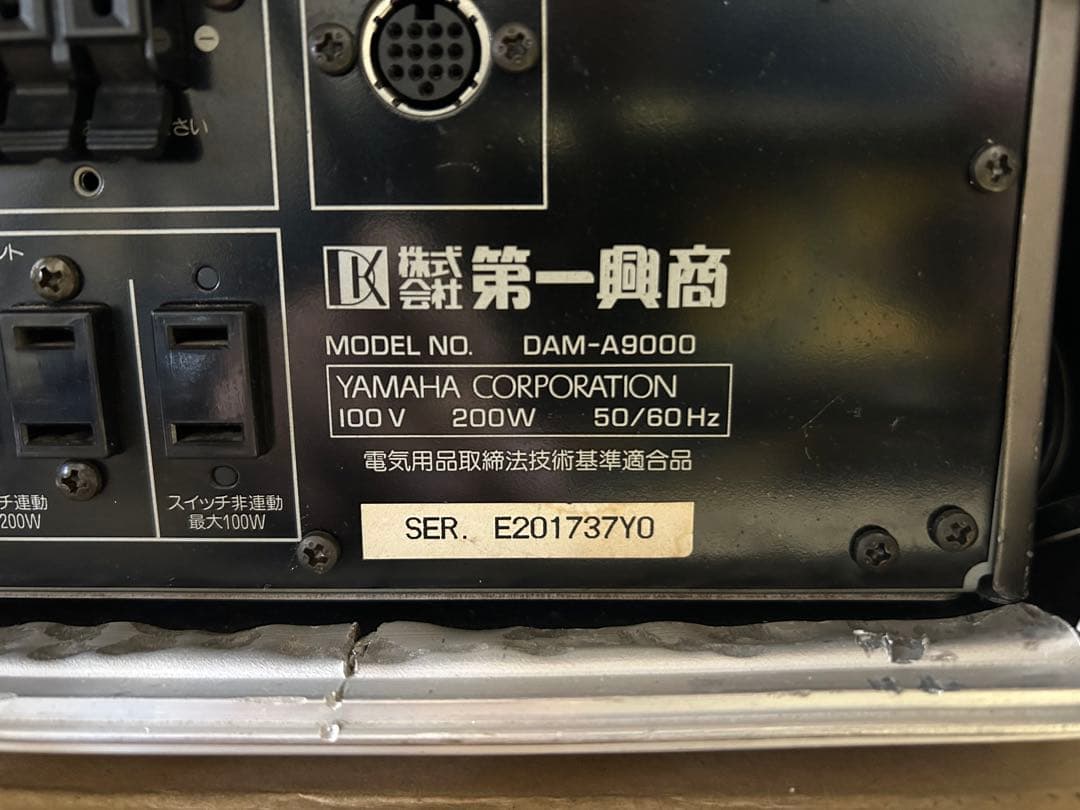 さい
ント
チ連動
200W
スイッチ非連動
最大100W
DK 株式会社 第一興商
MODEL NO. DAM-A9000
YAMAHA CORPORATION
100V 200W 50/60Hz
電気用品取締法技術基準適合品
SER. E201737Y0